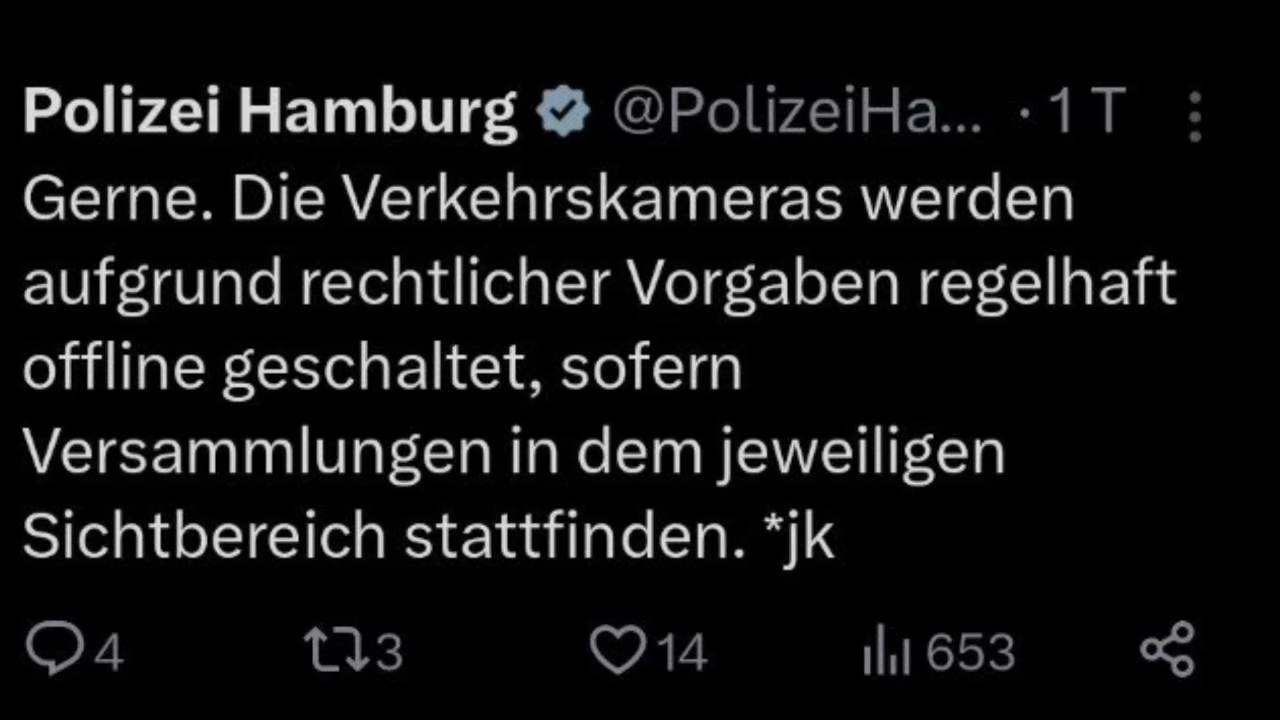 Polizei Hamburg @PolizeiHa... · 1 T
Gerne. Die Verkehrskameras werden
aufgrund rechtlicher Vorgaben regelhaft
offline geschaltet, sofern
Versammlungen in dem jeweiligen
Sichtbereich stattfinden. *jk
4 3 14 653